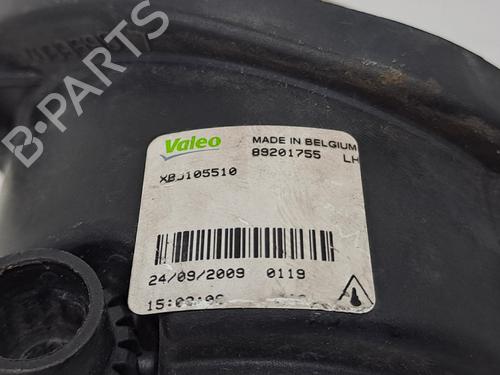 B-PARTS
Valeo
MADE IN BELGIUM
89201755 LH
XBJ105510
24/09/2009 0119